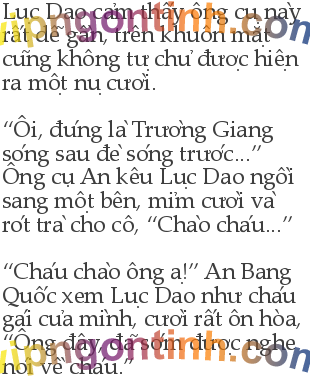 Lục Dao cảm thấy ông cụ này
rất dễ gần, trên khuôn mặt
cũng không tự chủ được hiện
ra một nụ cười.
“Ôi, đúng là Trường Giang
sóng sau đè sóng trước...”
Ông cụ An kêu Lục Dao ngồi
sang một bên, mỉm cười và
rót trà cho cô, “Chào cháu...”
“Cháu chào ông ạ!” An Bang
Quốc xem Lục Dao như cháu
gái của mình, cười rất ôn hòa,
“Ông đây đã sớm được nghe
nói về cháu.”
vipngontinh.com
vipngontinh.com